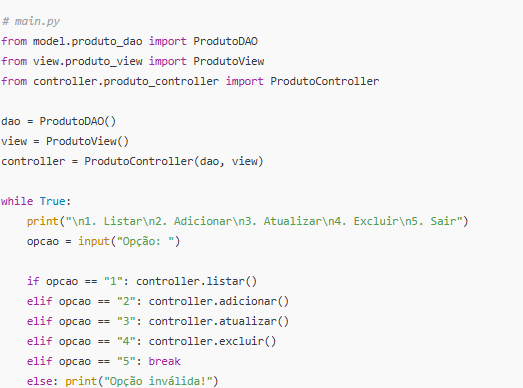 # main.py
from model.produto_dao import ProdutoDAO
from view.produto_view import ProdutoView
from controller.produto_controller import ProdutoController

dao = ProdutoDAO()
view = ProdutoView()
controller = ProdutoController(dao, view)

while True:
    print("\n1. Listar\n2. Adicionar\n3. Atualizar\n4. Excluir\n5. Sair")
    opcao = input("Opção: ")

    if opcao == "1": controller.listar()
    elif opcao == "2": controller.adicionar()
    elif opcao == "3": controller.atualizar()
    elif opcao == "4": controller.excluir()
    elif opcao == "5": break
    else: print("Opção inválida!")